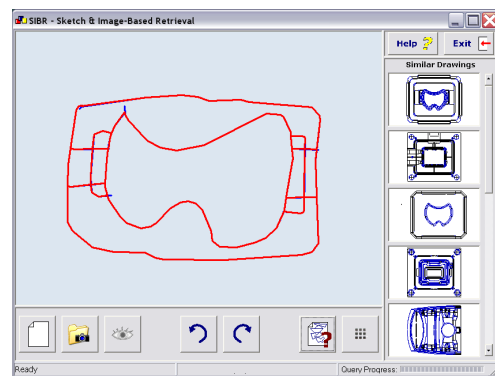 SIBR - Sketch & Image-Based Retrieval
Help Exit
Similar Drawings
Ready
Query Progress: